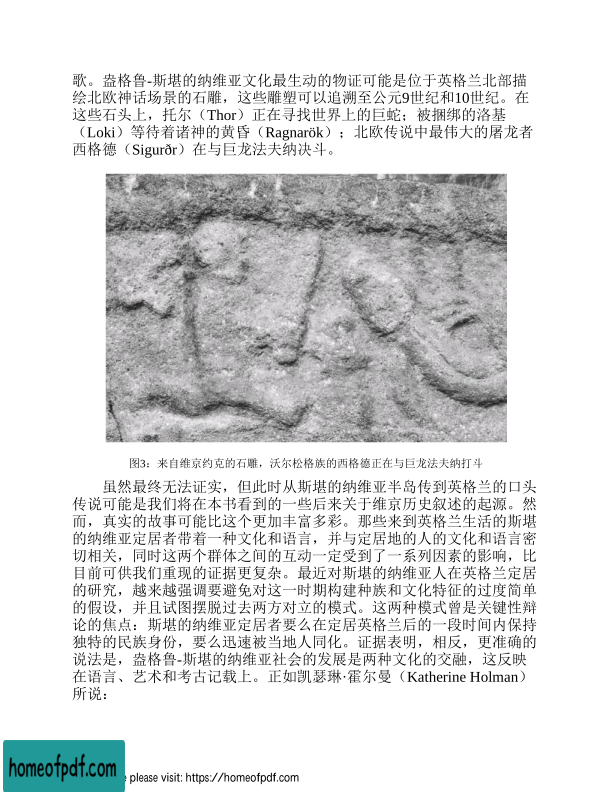 歌。盎格鲁-斯堪的纳维亚文化最生动的物证可能是位于英格兰北部描
绘北欧神话场景的石雕，这些雕塑可以追溯至公元9世纪和10世纪。在
这些石头上，托尔（Thor）正在寻找世界上的巨蛇；被捆绑的洛基
（Loki）等待着诸神的黄昏（Ragnarök）；北欧传说中最伟大的屠龙者
西格德（Sigurðr）在与巨龙法夫纳决斗。
图3：来自维京约克的石雕，沃尔松格族的西格德正在与巨龙法夫纳打斗
虽然最终无法证实，但此时从斯堪的纳维亚半岛传到英格兰的口头
传说可能是我们将在本书看到的一些后来关于维京历史叙述的起源。然
而，真实的故事可能比这个更加丰富多彩。那些来到英格兰生活的斯堪
的纳维亚定居者带着一种文化和语言，并与定居地的人的文化和语言密
切相关，同时这两个群体之间的互动一定受到了一系列因素的影响，比
目前可供我们重现的证据更复杂。最近对斯堪的纳维亚人在英格兰定居
的研究，越来越强调要避免对这一时期构建种族和文化特征的过度简单
的假设，并且试图摆脱过去两方对立的模式。这两种模式曾是关键性辩
论的焦点：斯堪的纳维亚定居者要么在定居英格兰后的一段时间内保持
独特的民族身份，要么迅速被当地人同化。证据表明，相反，更准确的
说法是，盎格鲁-斯堪的纳维亚社会的发展是两种文化的交融，这反映
在语言、艺术和考古记载上。正如凯瑟琳·霍尔曼（Katherine Holman）
所说：
homeofpdf.com
please visit: https://homeofpdf.com